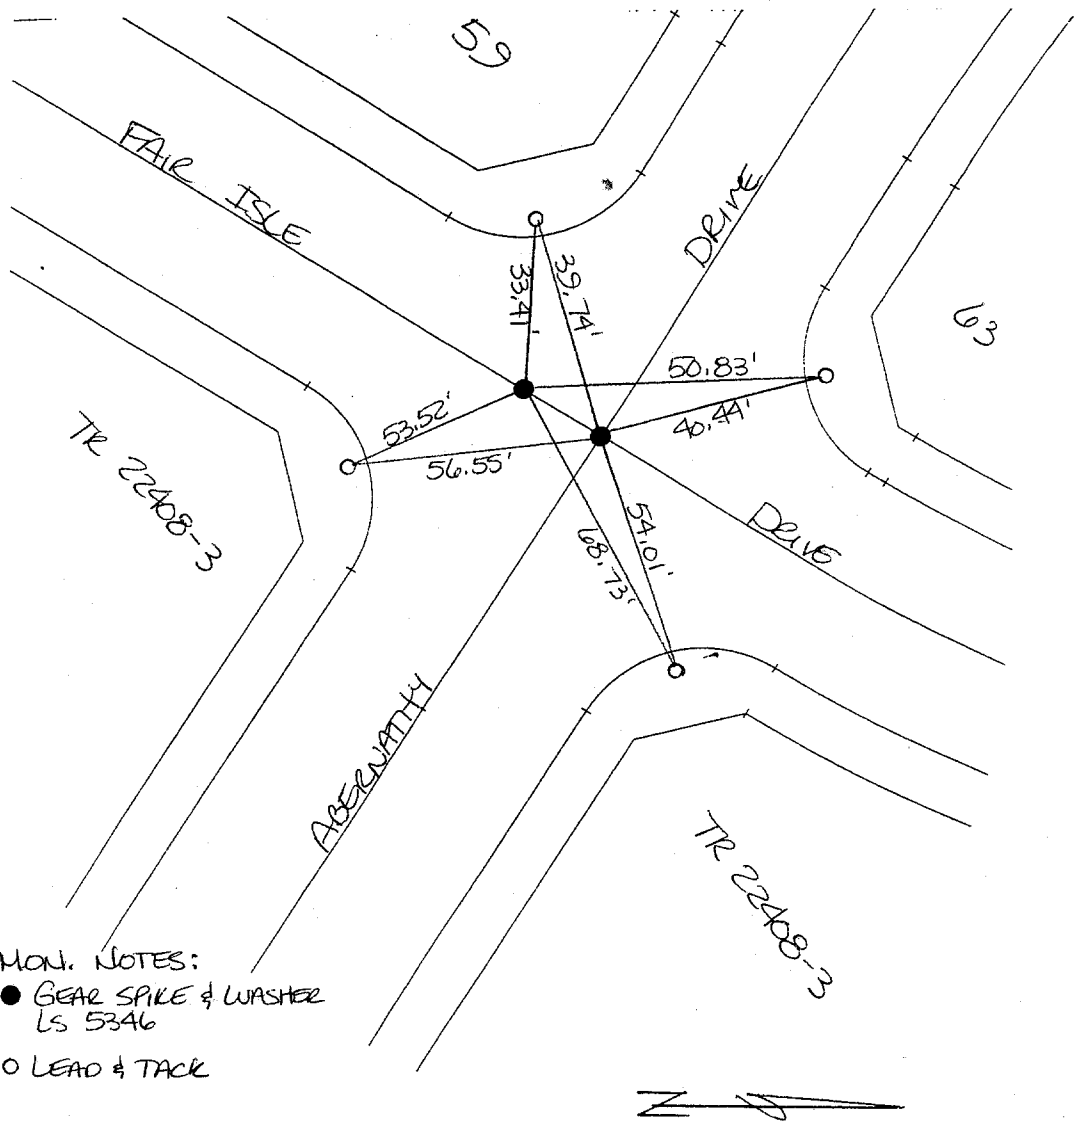 59
FAIR ISLE
DRIVE
33.41'
39.74'
63
50.83'
53.52'
40.44'
56.55'
TR 22408-3
54.01'
68.73'
DRIVE
ABERNATHY
TR 22408-3
MON. NOTES:
● GEAR SPIKE & WASHER
LS 5346
○ LEAD & TACK
N